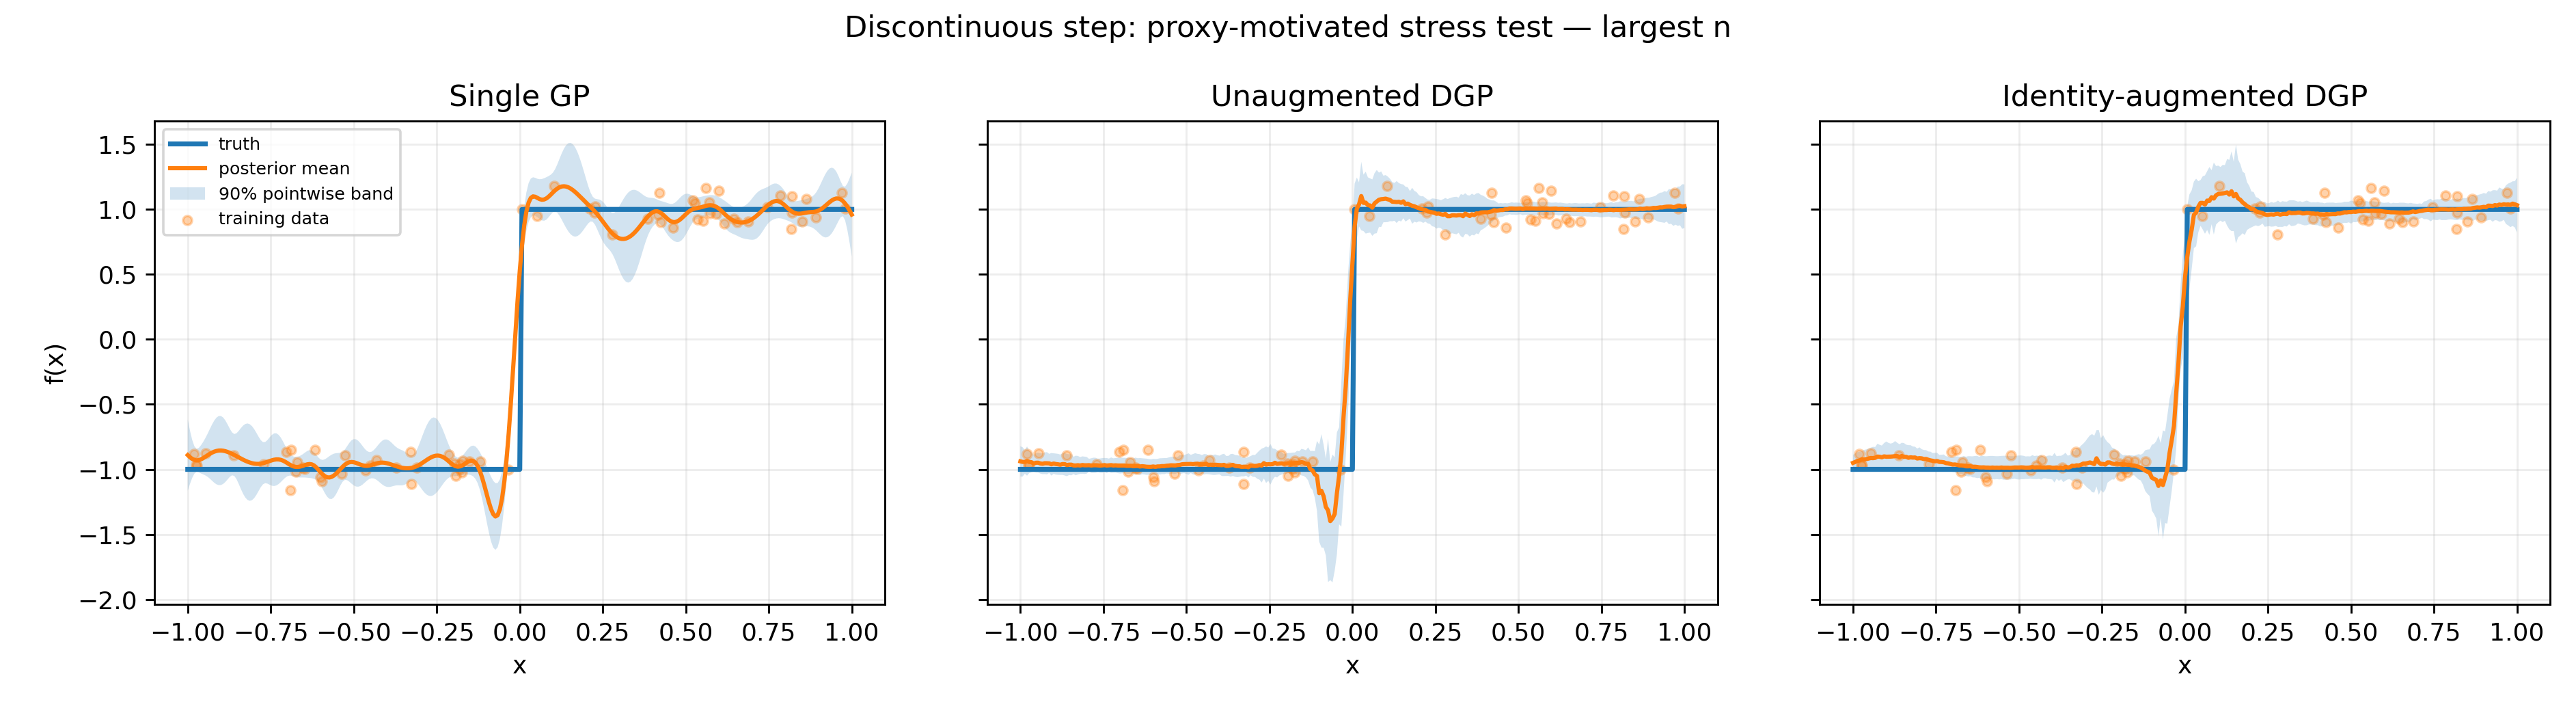 Discontinuous step: proxy-motivated stress test — largest n
Single GP
Unaugmented DGP
Identity-augmented DGP
truth
posterior mean
90% pointwise band
training data
f(x)
1.5
1.0
0.5
0.0
−0.5
−1.0
−1.5
−2.0
−1.00 −0.75 −0.50 −0.25 0.00 0.25 0.50 0.75 1.00
x
−1.00 −0.75 −0.50 −0.25 0.00 0.25 0.50 0.75 1.00
x
−1.00 −0.75 −0.50 −0.25 0.00 0.25 0.50 0.75 1.00
x